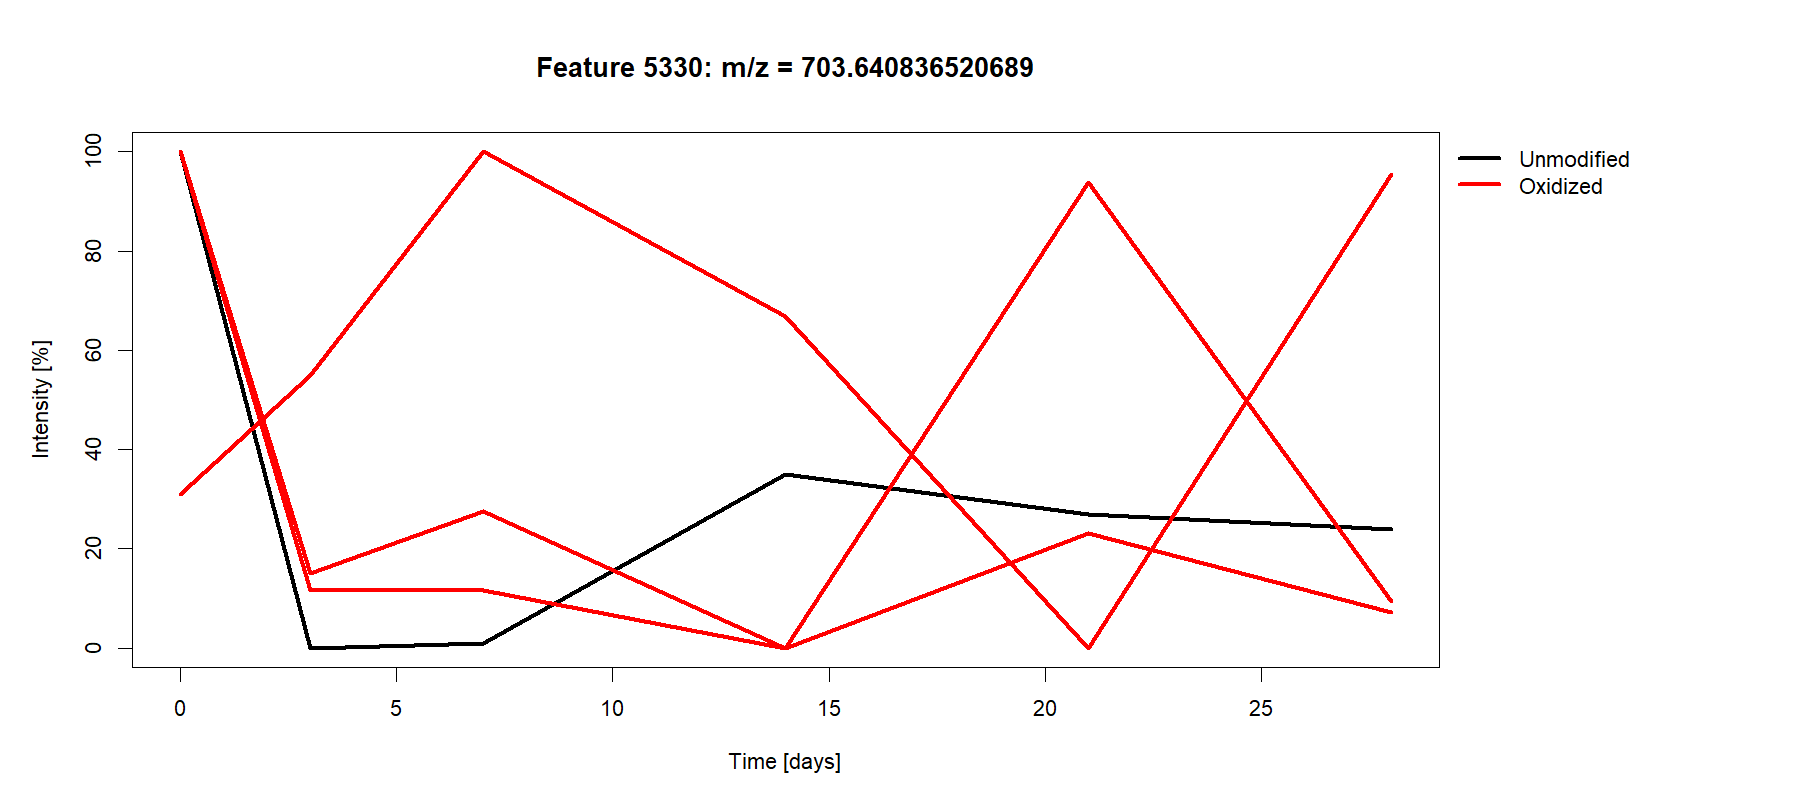 Feature 5330: m/z = 703.640836520689
Unmodified
Oxidized
Intensity [%]
100
80
60
40
20
0
0 5 10 15 20 25
Time [days]